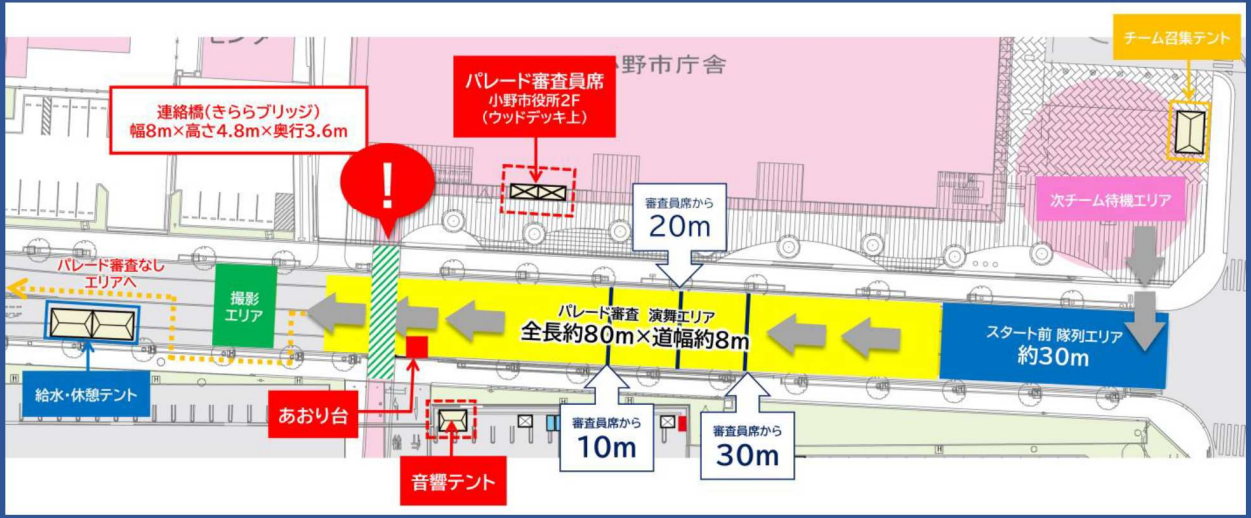 センター
小野市庁舎
チーム召集テント
パレード審査員席
小野市役所2F
(ウッドデッキ上)
連絡橋(きららブリッジ)
幅8m×高さ4.8m×奥行3.6m
!
審査員席から
20m
次チーム待機エリア
パレード審査なし
エリアへ
撮影
エリア
パレード審査 演舞エリア
全長約80m×道幅約8m
スタート前 隊列エリア
約30m
給水・休憩テント
あおり台
審査員席から
10m
審査員席から
30m
音響テント